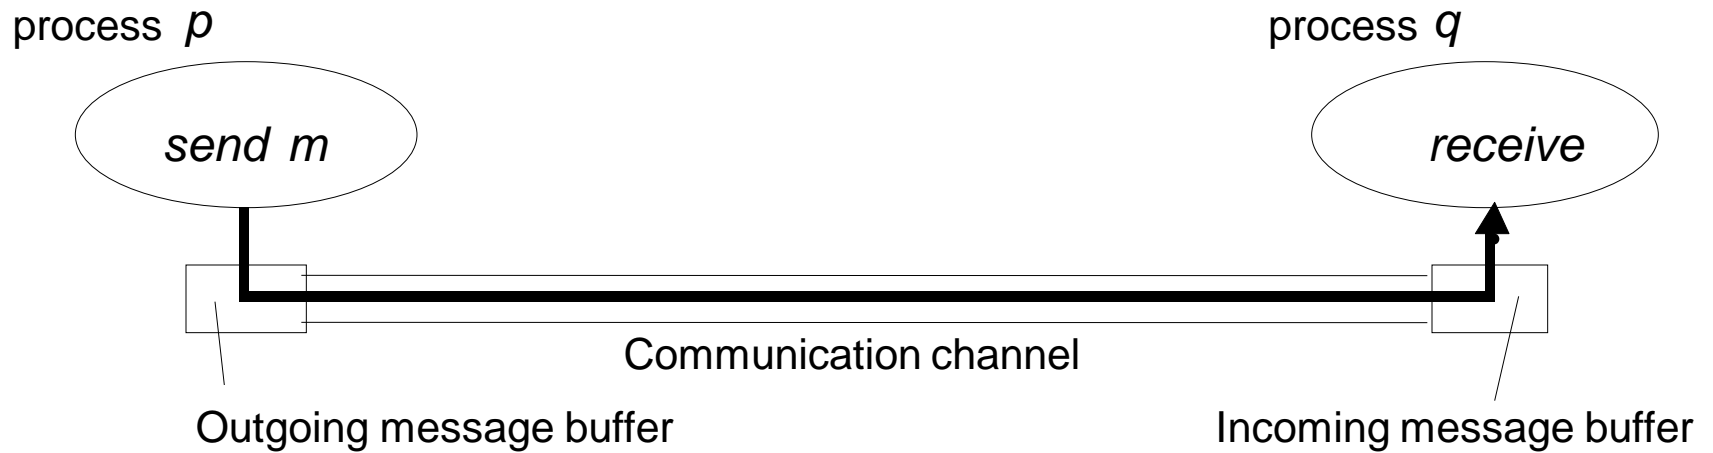 process p
process q
send m
receive
Communication channel
Outgoing message buffer
Incoming message buffer